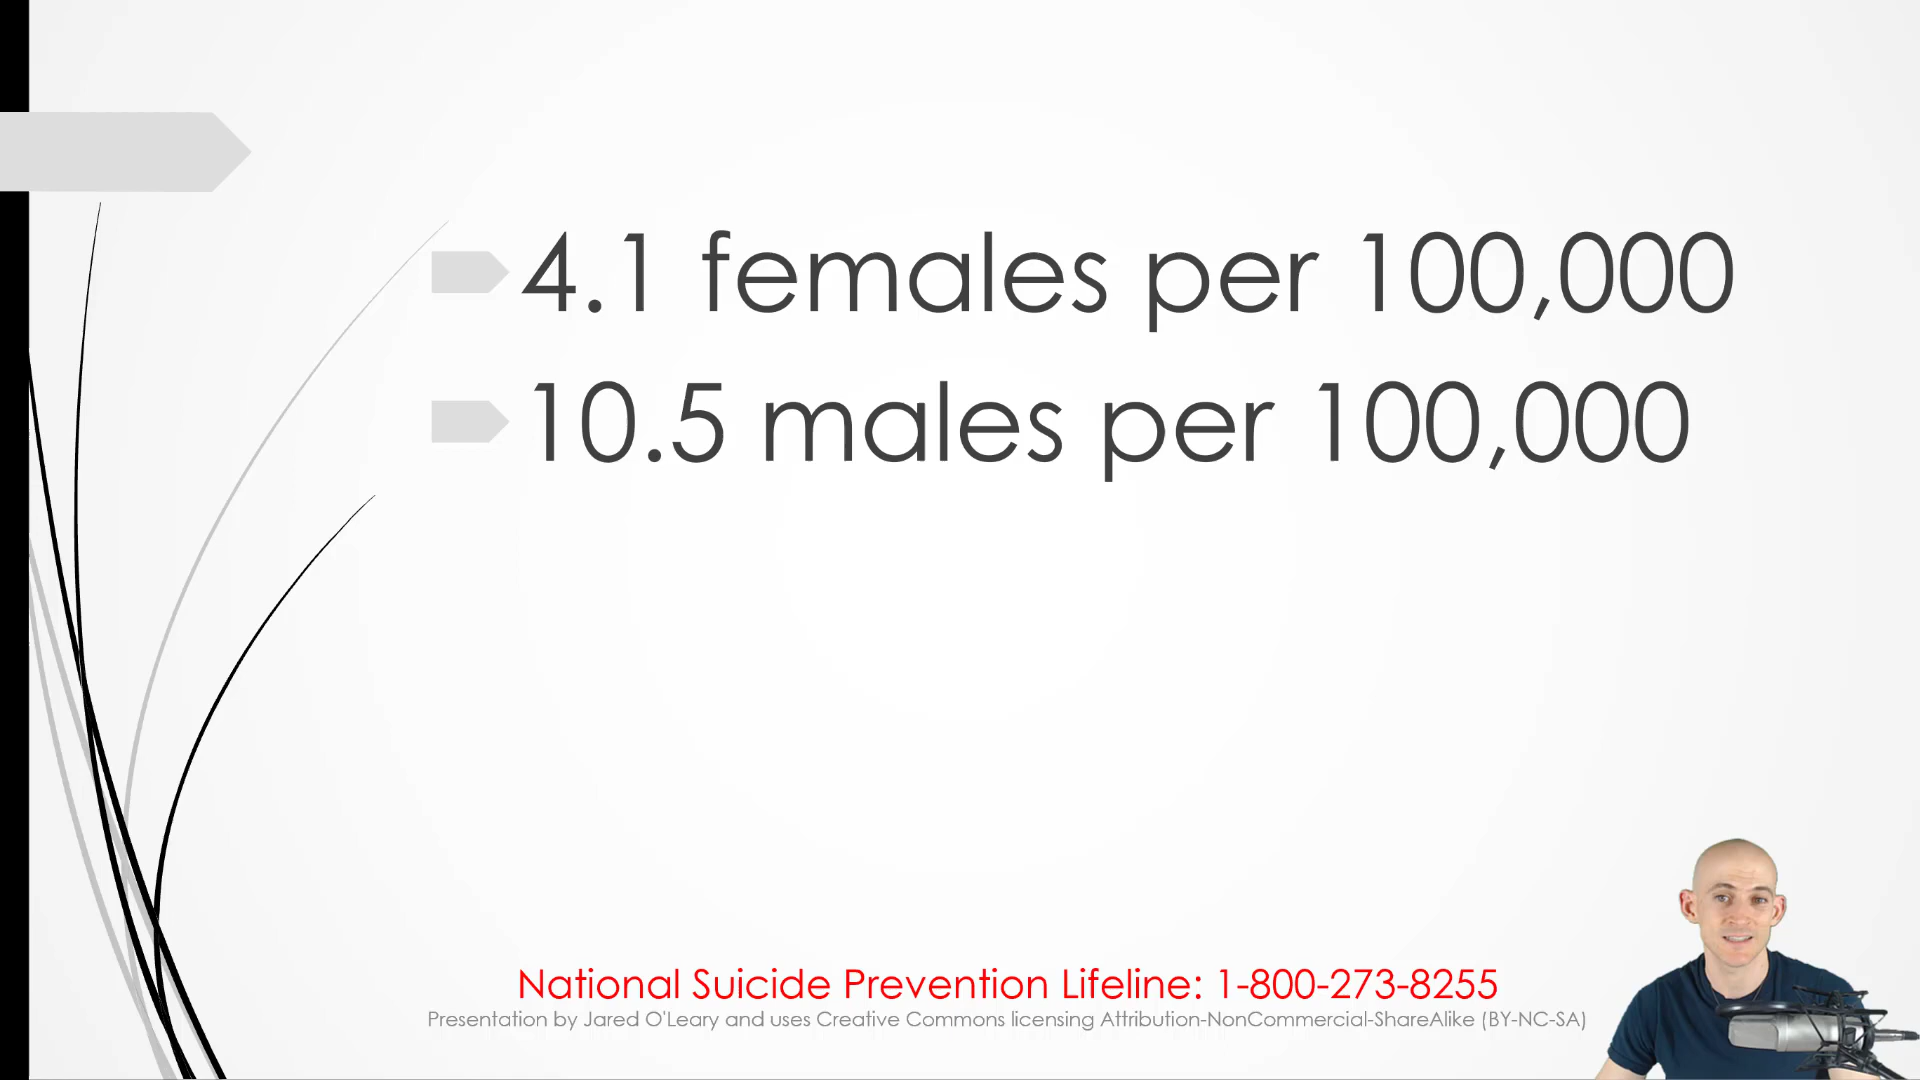 4.1 females per 100,000
10.5 males per 100,000
National Suicide Prevention Lifeline: 1-800-273-8255
Presentation by Jared O'Leary and uses Creative Commons licensing Attribution-NonCommercial-ShareAlike (BY-NC-SA)